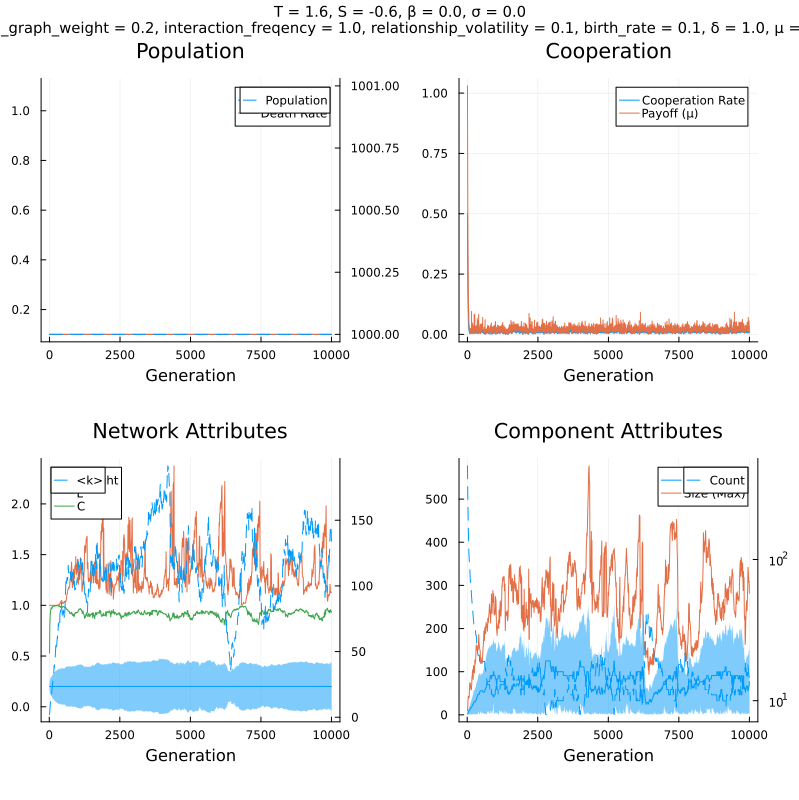 T = 1.6, S = -0.6, β = 0.0, σ = 0.0
_graph_weight = 0.2, interaction_freqency = 1.0, relationship_volatility = 0.1, birth_rate = 0.1, δ = 1.0, μ =
Population
Cooperation
1.0
0.8
0.6
0.4
0.2
1001.00
1000.75
1000.50
1000.25
1000.00
Population
Death Rate
0 2500 5000 7500 10000
Generation
1.00
0.75
0.50
0.25
0.00
Cooperation Rate
Payoff (μ)
0 2500 5000 7500 10000
Generation
Network Attributes
Component Attributes
2.0
1.5
1.0
0.5
0.0
150
100
50
0
<k> ht
L
C
0 2500 5000 7500 10000
Generation
500
400
300
200
100
0
10²
10¹
Count
Size (Max)
0 2500 5000 7500 10000
Generation